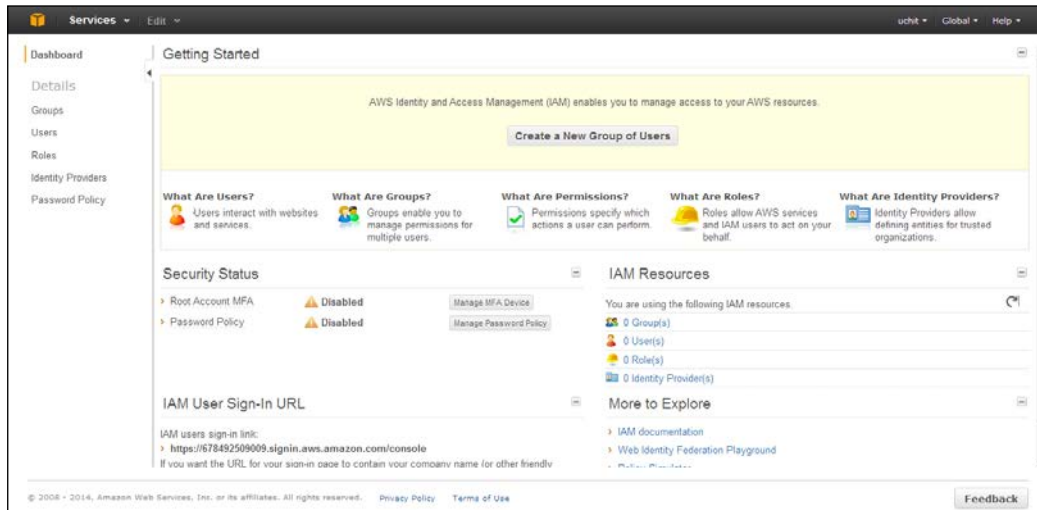 Services Edit uchit Global Help
Dashboard
Details
Groups
Users
Roles
Identity Providers
Password Policy
Getting Started
AWS Identity and Access Management (IAM) enables you to manage access to your AWS resources.
Create a New Group of Users
What Are Users?
Users interact with websites
and services.
What Are Groups?
Groups enable you to
manage permissions for
multiple users.
What Are Permissions?
Permissions specify which
actions a user can perform.
What Are Roles?
Roles allow AWS services
and IAM users to act on your
behalf.
What Are Identity Providers?
Identity Providers allow
defining entities for trusted
organizations.
Security Status
Root Account MFA Disabled Manage MFA Device
Password Policy Disabled Manage Password Policy
IAM Resources
You are using the following IAM resources.
0 Group(s)
0 User(s)
0 Role(s)
0 Identity Provider(s)
IAM User Sign-In URL
IAM users sign-in link:
https://678492509009.signin.aws.amazon.com/console
If you want the URL for your sign-in page to contain your company name (or other friendly
More to Explore
IAM documentation
Web Identity Federation Playground
Policy Simulator
© 2008 - 2014, Amazon Web Services, Inc. or its affiliates. All rights reserved. Privacy Policy Terms of Use
Feedback